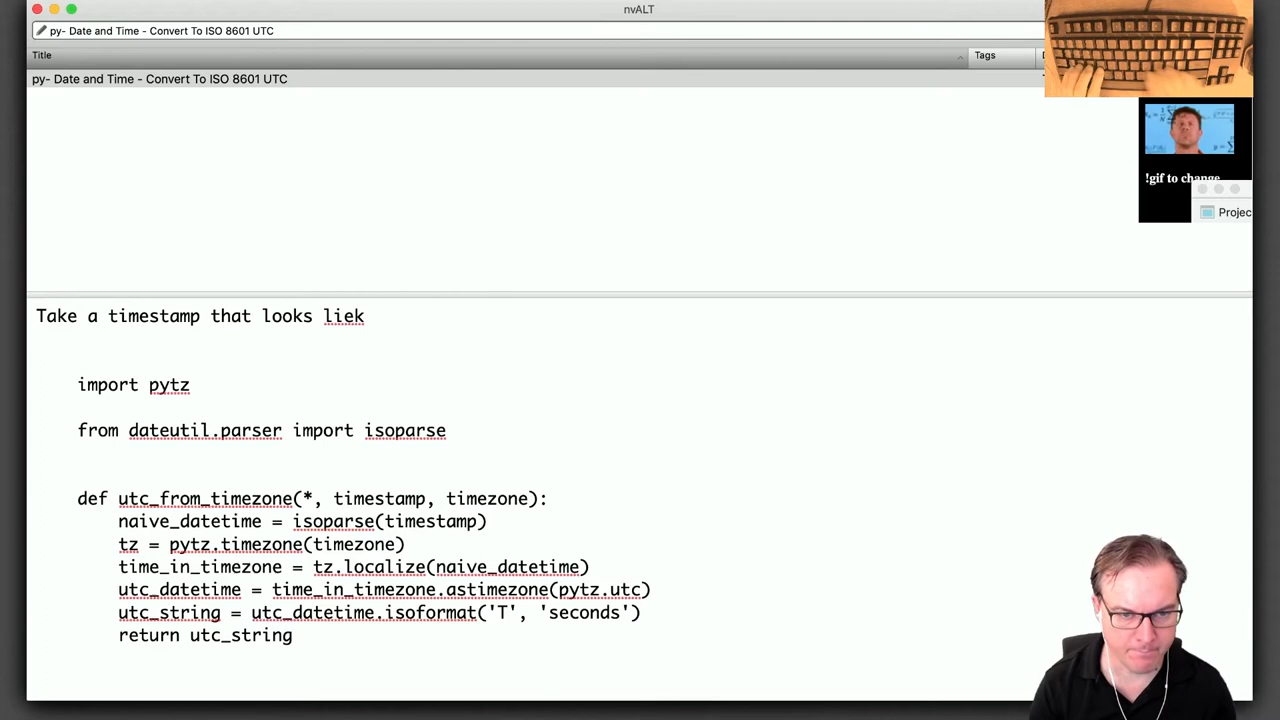 nvALT
py- Date and Time - Convert To ISO 8601 UTC
Title
Tags
py- Date and Time - Convert To ISO 8601 UTC
!gif to change
Projec
Take a timestamp that looks liek
import pytz
from dateutil.parser import isoparse
def utc_from_timezone(*, timestamp, timezone):
naive_datetime = isoparse(timestamp)
tz = pytz.timezone(timezone)
time_in_timezone = tz.localize(naive_datetime)
utc_datetime = time_in_timezone.astimezone(pytz.utc)
utc_string = utc_datetime.isoformat('T', 'seconds')
return utc_string